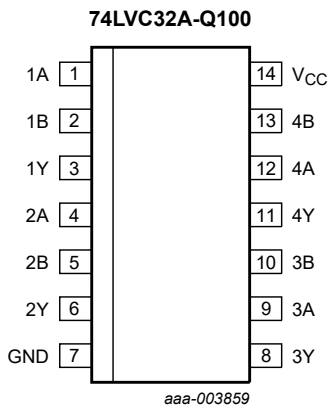 74LVC32A-Q100
1A 1 14 VCC
1B 2 13 4B
1Y 3 12 4A
2A 4 11 4Y
2B 5 10 3B
2Y 6 9 3A
GND 7 8 3Y
aaa-003859